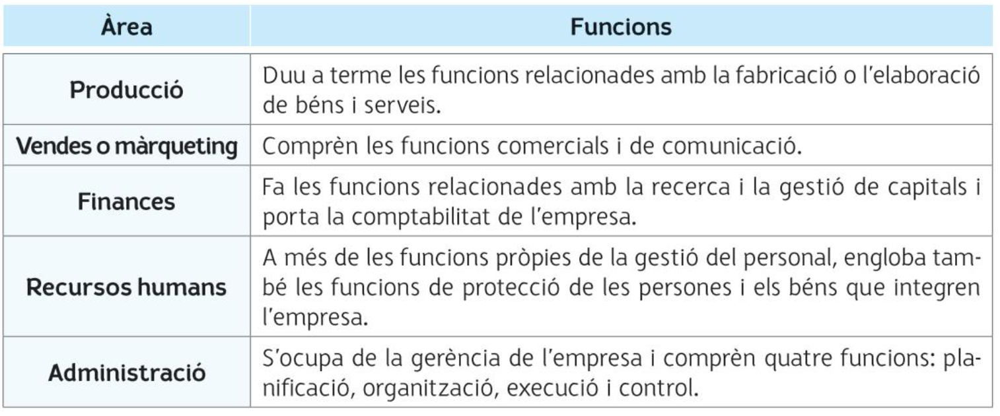 Àrea Funcions
Producció
Duu a terme les funcions relacionades amb la fabricació o l'elaboració
de béns i serveis.
Vendes o màrqueting
Comprèn les funcions comercials i de comunicació.
Finances
Fa les funcions relacionades amb la recerca i la gestió de capitals i
porta la comptabilitat de l'empresa.
Recursos humans
A més de les funcions pròpies de la gestió del personal, engloba tam-
bé les funcions de protecció de les persones i els béns que integren
l'empresa.
Administració
S'ocupa de la gerència de l'empresa i comprèn quatre funcions: pla-
nificació, organització, execució i control.